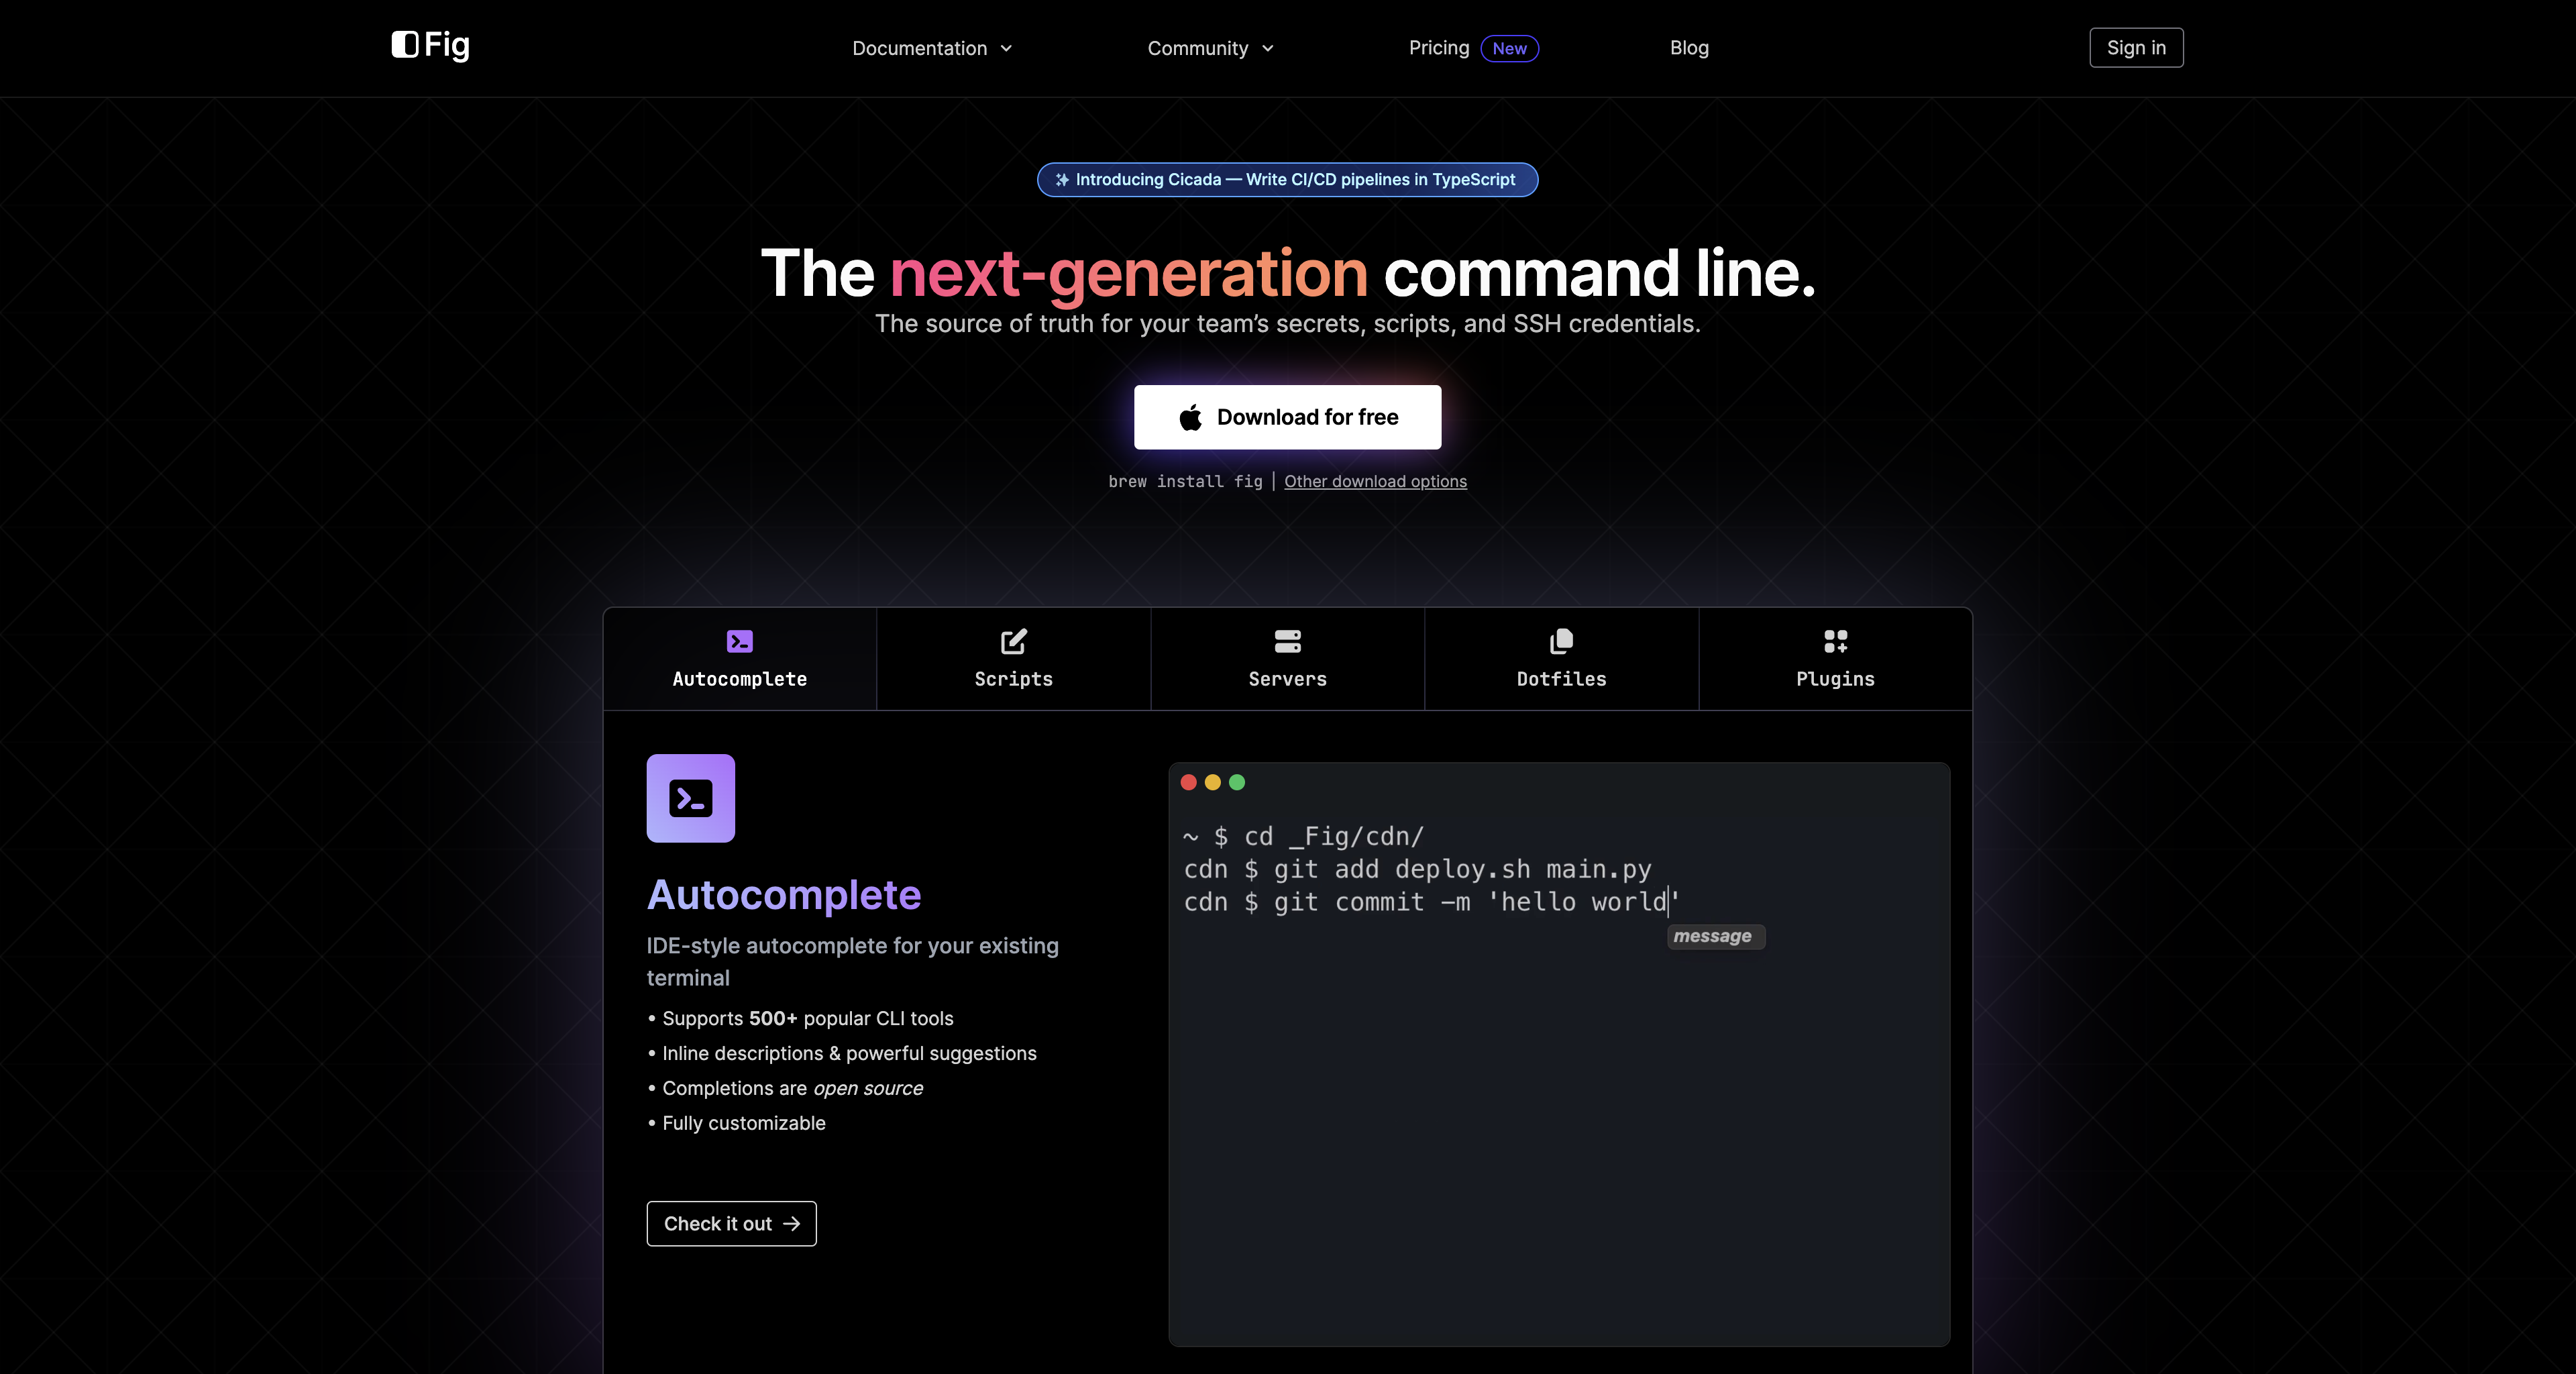 Fig
Documentation
Community
Pricing New
Blog
Sign in
Introducing Cicada — Write CI/CD pipelines in TypeScript
The next-generation command line.
The source of truth for your team’s secrets, scripts, and SSH credentials.
Download for free
brew install fig | Other download options
Autocomplete
Scripts
Servers
Dotfiles
Plugins
Autocomplete
IDE-style autocomplete for your existing
terminal
• Supports 500+ popular CLI tools
• Inline descriptions & powerful suggestions
• Completions are open source
• Fully customizable
Check it out →
~ $ cd _Fig/cdn/
cdn $ git add deploy.sh main.py
cdn $ git commit -m 'hello world'
message